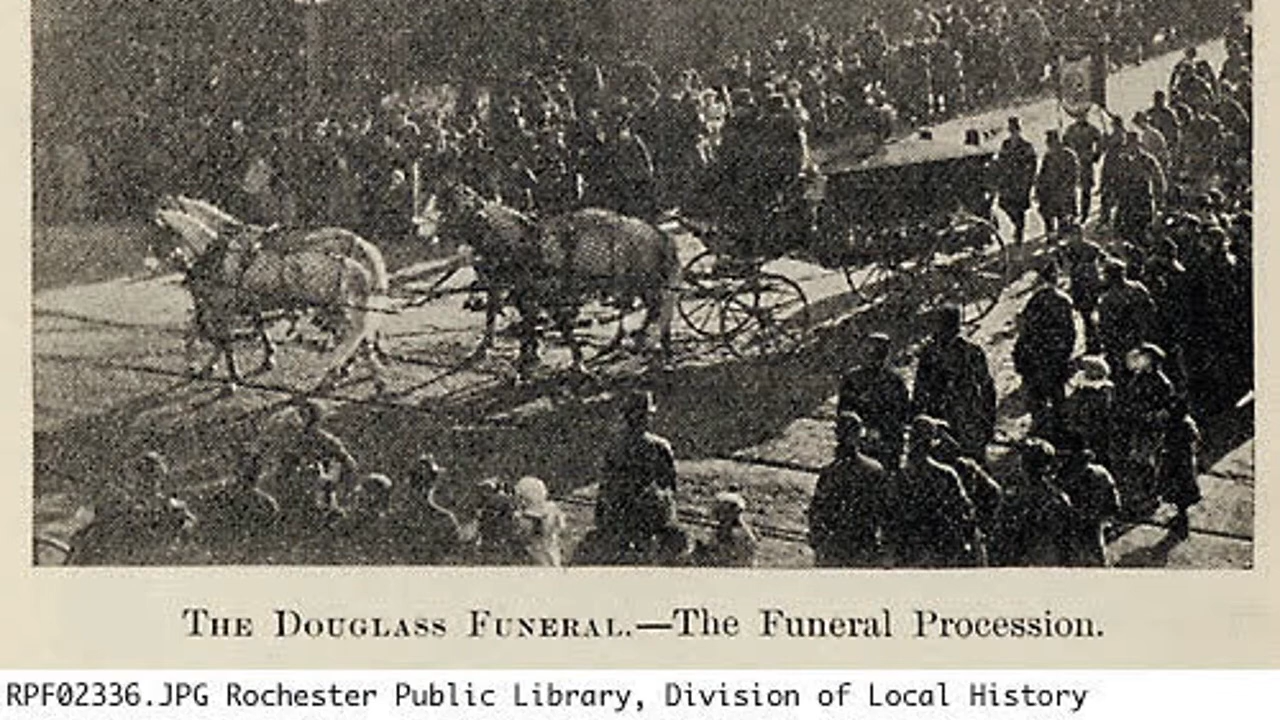 The Douglass Funeral.—The Funeral Procession.
RPF02336.JPG Rochester Public Library, Division of Local History